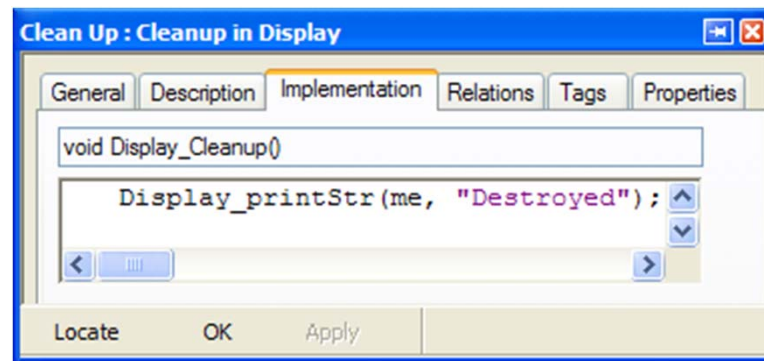 Clean Up : Cleanup in Display
General Description Implementation Relations Tags Properties
void Display_Cleanup()
Display_printStr(me, "Destroyed");
Locate OK Apply